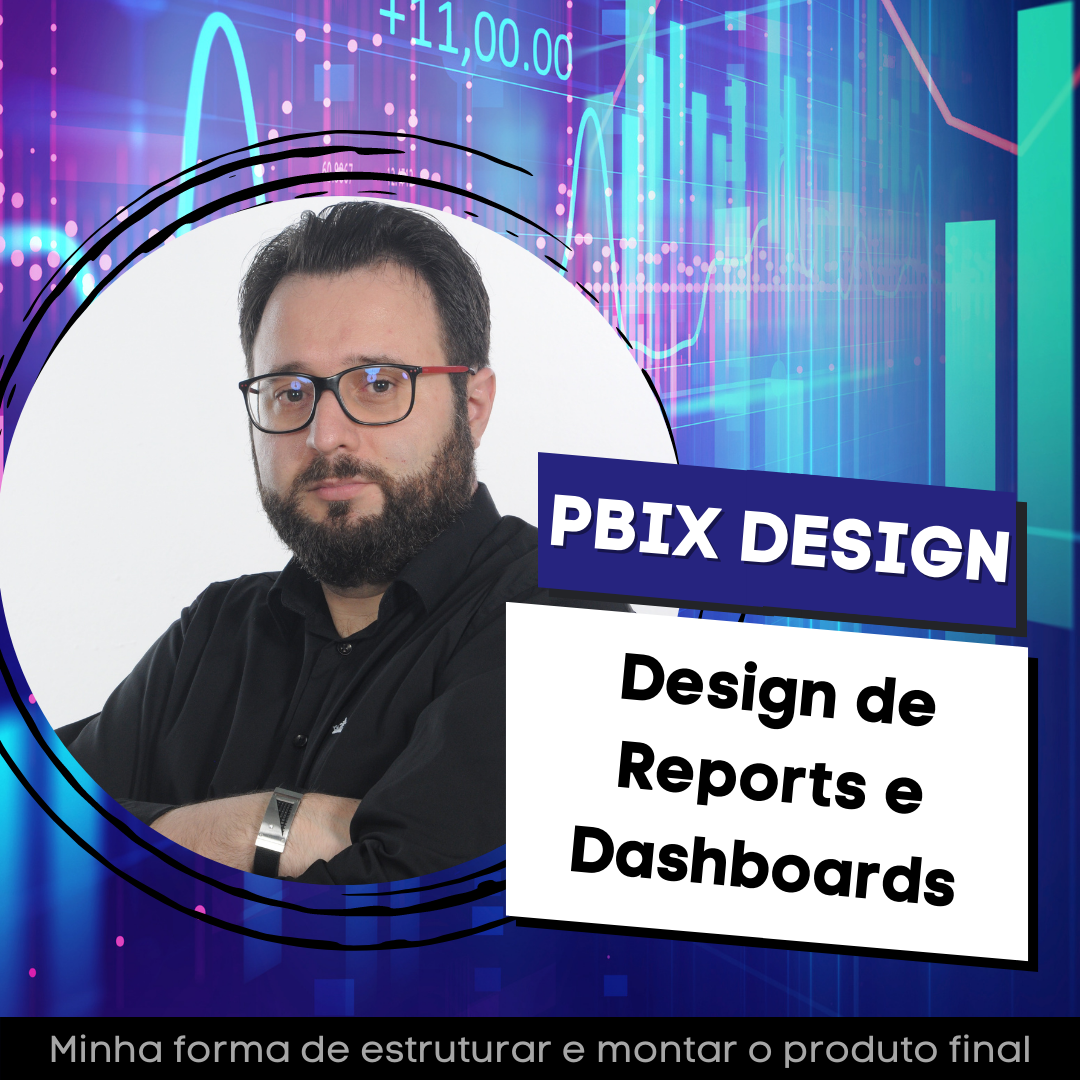 +11,00.00
PBIX DESIGN
Design de
Reports e
Dashboards
Minha forma de estruturar e montar o produto final